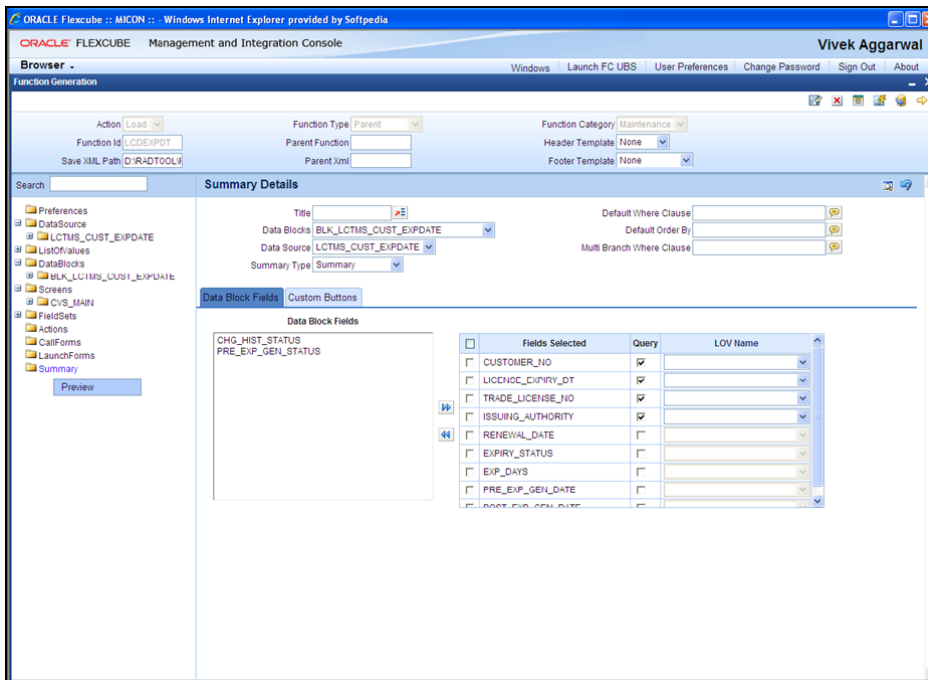 ORACLE Flexcube :: MICON :: - Windows Internet Explorer provided by Softpedia
ORACLE FLEXCUBE Management and Integration Console
Vivek Aggarwal
Browser
Windows Launch FC UBS User Preferences Change Password Sign Out About
Function Generation
Action Load Function Type Parent Function Category Maintenance
Function Id LCDEXPDT Parent Function Header Template None
Save XML Path D:\RADTOOL\F Parent Xml Footer Template None
Search
Summary Details
Preferences
DataSource
LCTMS_CUST_EXPDATE
ListOfValues
DataBlocks
BLK_LCTMS_CUST_EXPDATE
Screens
CVS_MAIN
FieldSets
Actions
CallForms
LaunchForms
Summary
Preview
Title Default Where Clause
Data Blocks BLK_LCTMS_CUST_EXPDATE Default Order By
Data Source LCTMS_CUST_EXPDATE Multi Branch Where Clause
Summary Type Summary
Data Block Fields Custom Buttons
Data Block Fields
CHG_HIST_STATUS
PRE_EXP_GEN_STATUS
Fields Selected Query LOV Name
CUSTOMER_NO
LICENSE_EXPIRY_DT
TRADE_LICENSE_NO
ISSUING_AUTHORITY
RENEWAL_DATE
EXPIRY_STATUS
EXP_DAYS
PRE_EXP_GEN_DATE
POST_EXP_GEN_DATE